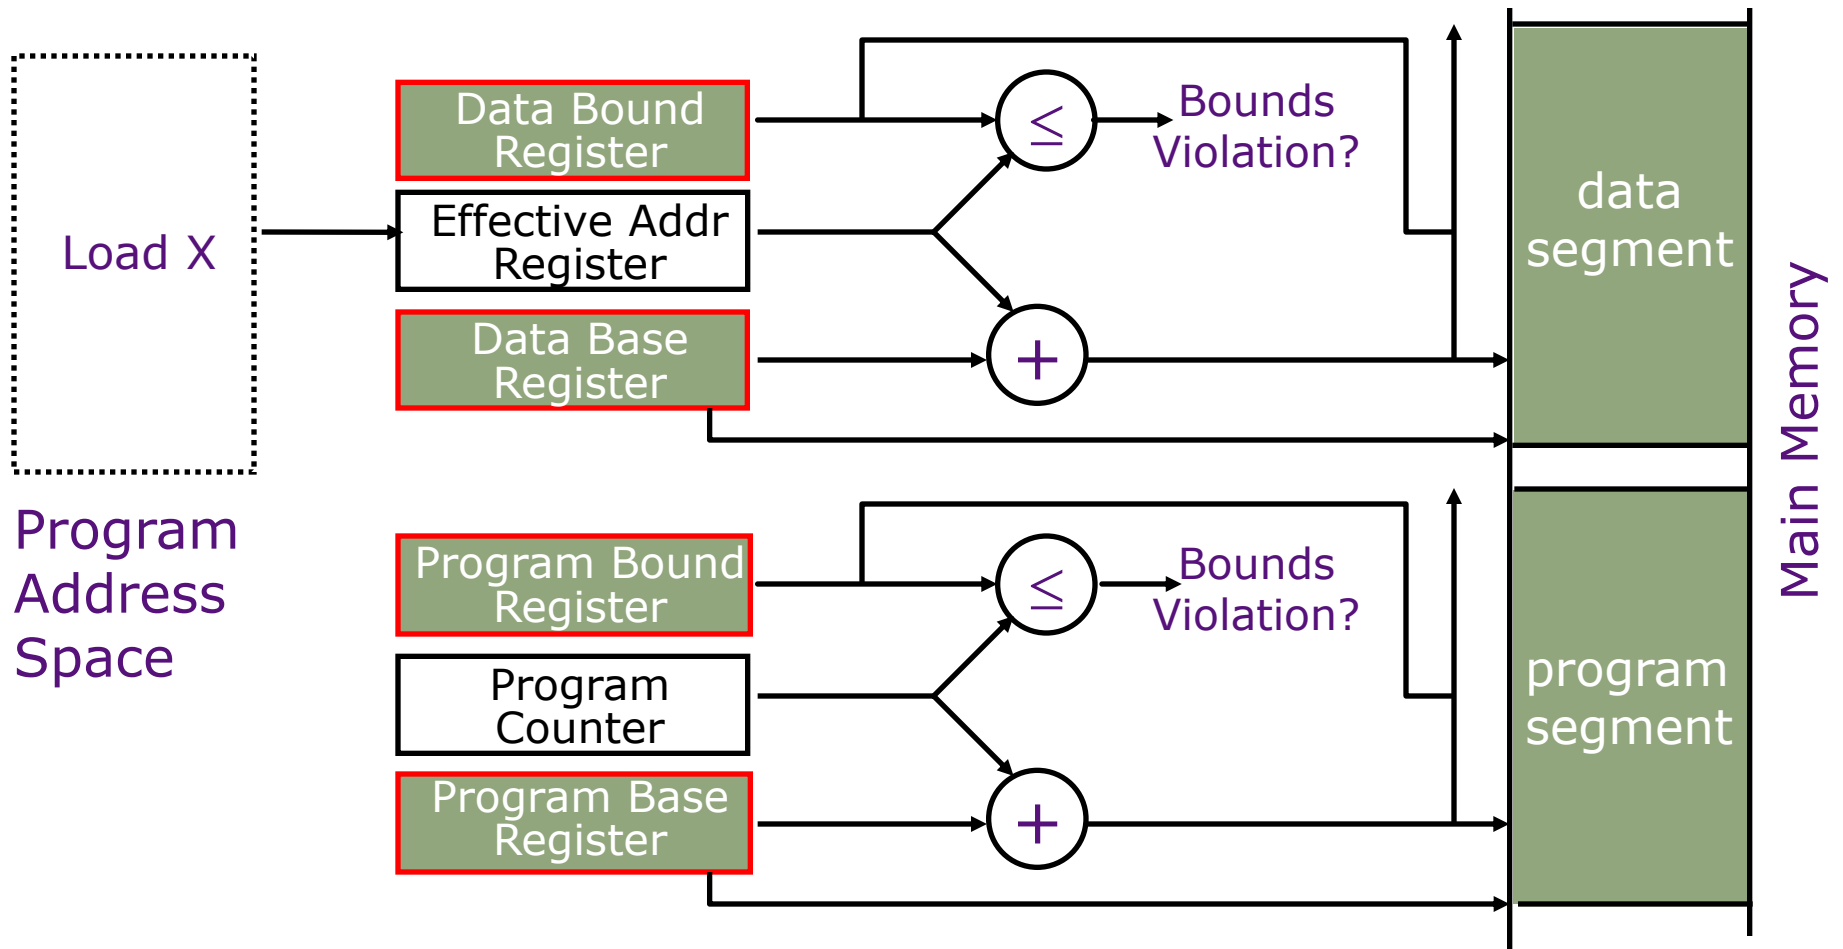 Load X
Program
Address
Space
Data Bound
Register
Effective Addr
Register
Data Base
Register
≤
Bounds
Violation?
+
Program Bound
Register
Program
Counter
Program Base
Register
≤
Bounds
Violation?
+
data
segment
program
segment
Main Memory